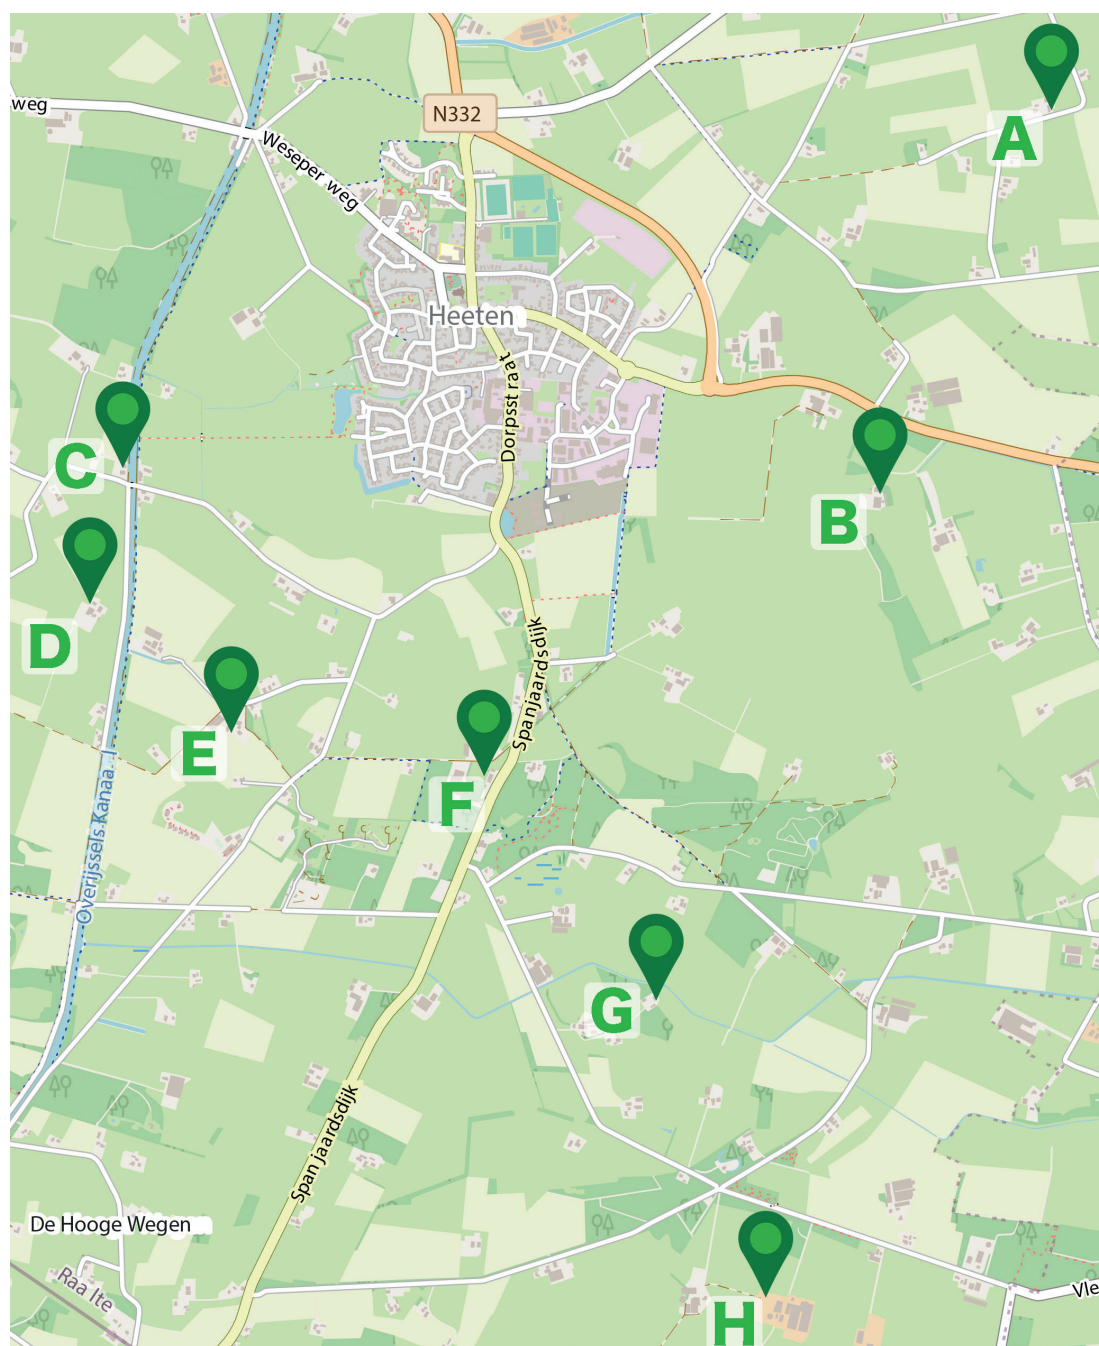 A
weg
N332
Weseper weg
Heeten
Dorpsst raat
C
B
D
Spanjaardsdijk
E
F
Overijssels Kanaa l
G
Span jaardsdijk
De Hooge Wegen
Raa lte
Vle
H